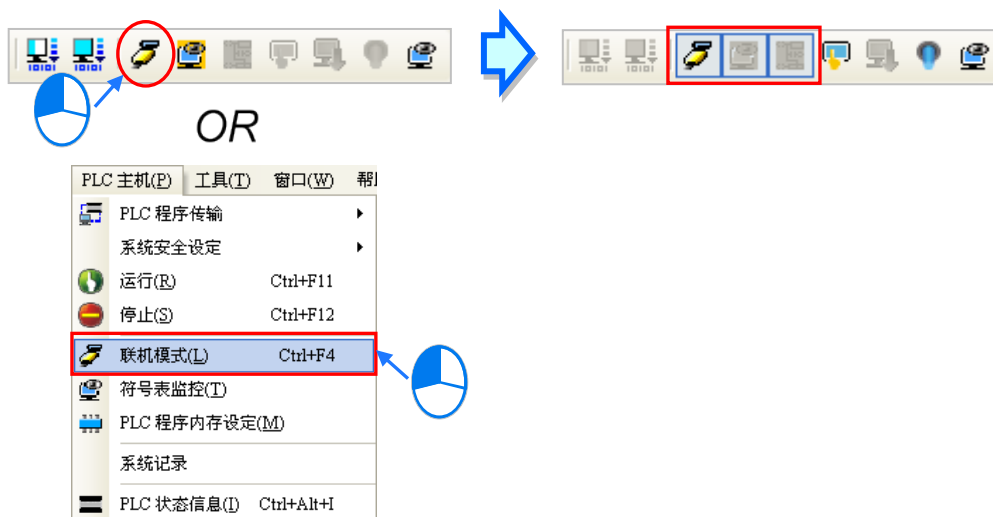 OR
PLC 主机(P) 工具(T) 窗口(W)
PLC 程序传输
系统安全设定
运行(R) Ctrl+F11
停止(S) Ctrl+F12
联机模式(L) Ctrl+F4
符号表监控(T)
PLC 程序内存设定(M)
系统记录
PLC 状态信息(I) Ctrl+Alt+I